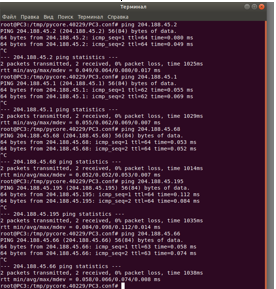 Терминал
Файл Правка Вид Поиск Терминал Справка
root@PC3:/tmp/pycore.40229/PC3.conf# ping 204.188.45.2
PING 204.188.45.2 (204.188.45.2) 56(84) bytes of data.
64 bytes from 204.188.45.2: icmp_seq=1 ttl=64 time=0.080 ms
64 bytes from 204.188.45.2: icmp_seq=2 ttl=64 time=0.049 ms
^C
--- 204.188.45.2 ping statistics ---
2 packets transmitted, 2 received, 0% packet loss, time 1025ms
rtt min/avg/max/mdev = 0.049/0.064/0.080/0.017 ms
root@PC3:/tmp/pycore.40229/PC3.conf# ping 204.188.45.1
PING 204.188.45.1 (204.188.45.1) 56(84) bytes of data.
64 bytes from 204.188.45.1: icmp_seq=1 ttl=62 time=0.055 ms
64 bytes from 204.188.45.1: icmp_seq=2 ttl=62 time=0.069 ms
^C
--- 204.188.45.1 ping statistics ---
2 packets transmitted, 2 received, 0% packet loss, time 1029ms
rtt min/avg/max/mdev = 0.055/0.062/0.069/0.007 ms
root@PC3:/tmp/pycore.40229/PC3.conf# ping 204.188.45.68
PING 204.188.45.68 (204.188.45.68) 56(84) bytes of data.
64 bytes from 204.188.45.68: icmp_seq=1 ttl=64 time=0.053 ms
64 bytes from 204.188.45.68: icmp_seq=2 ttl=64 time=0.052 ms
^C
--- 204.188.45.68 ping statistics ---
2 packets transmitted, 2 received, 0% packet loss, time 1014ms
rtt min/avg/max/mdev = 0.052/0.052/0.053/0.007 ms
root@PC3:/tmp/pycore.40229/PC3.conf# ping 204.188.45.195
PING 204.188.45.195 (204.188.45.195) 56(84) bytes of data.
64 bytes from 204.188.45.195: icmp_seq=1 ttl=64 time=0.112 ms
64 bytes from 204.188.45.195: icmp_seq=2 ttl=64 time=0.084 ms
^C
--- 204.188.45.195 ping statistics ---
2 packets transmitted, 2 received, 0% packet loss, time 1035ms
rtt min/avg/max/mdev = 0.084/0.098/0.112/0.014 ms
root@PC3:/tmp/pycore.40229/PC3.conf# ping 204.188.45.66
PING 204.188.45.66 (204.188.45.66) 56(84) bytes of data.
64 bytes from 204.188.45.66: icmp_seq=1 ttl=63 time=0.058 ms
64 bytes from 204.188.45.66: icmp_seq=2 ttl=63 time=0.074 ms
^C
--- 204.188.45.66 ping statistics ---
2 packets transmitted, 2 received, 0% packet loss, time 1038ms
rtt min/avg/max/mdev = 0.058/0.066/0.074/0.008 ms
root@PC3:/tmp/pycore.40229/PC3.conf#